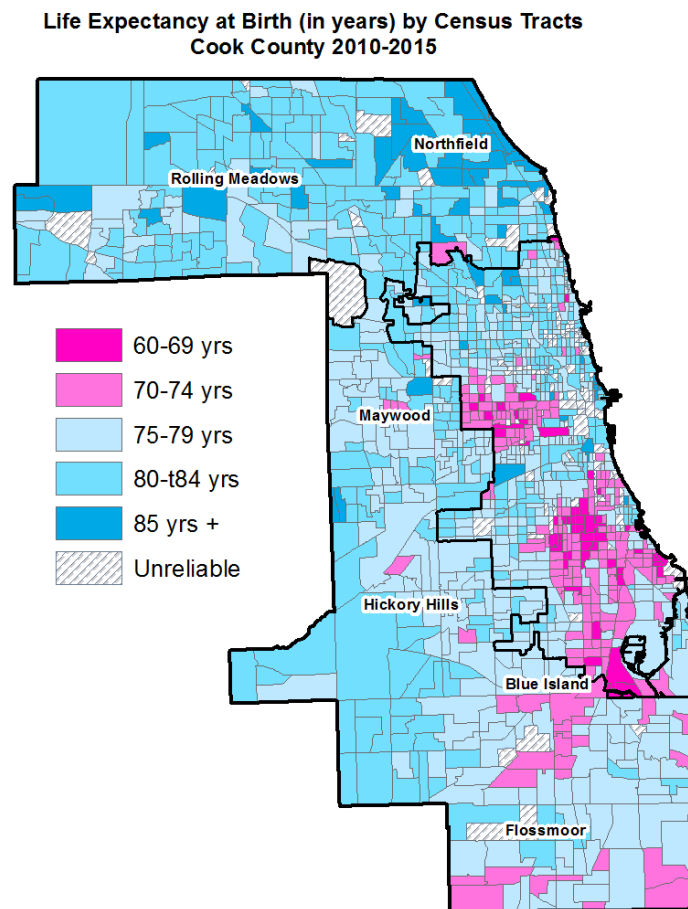 Life Expectancy at Birth (in years) by Census Tracts
Cook County 2010-2015
Northfield
Rolling Meadows
60-69 yrs
70-74 yrs
75-79 yrs
Maywood
80-t84 yrs
85 yrs +
Unreliable
Hickory Hills
Blue Island
Flossmoor